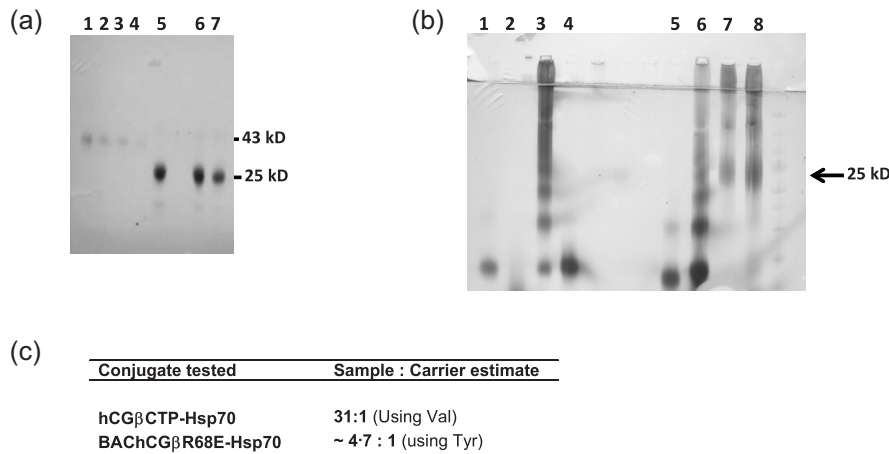 (a)
1 2 3 4 5 6 7
43 kD
25 kD
(b)
1 2 3 4 5 6 7 8
25 kD
(c)
Conjugate tested Sample : Carrier estimate
hCGβCTP-Hsp70 31:1 (Using Val)
BAChCGβR68E-Hsp70 ~ 4·7 : 1 (using Tyr)